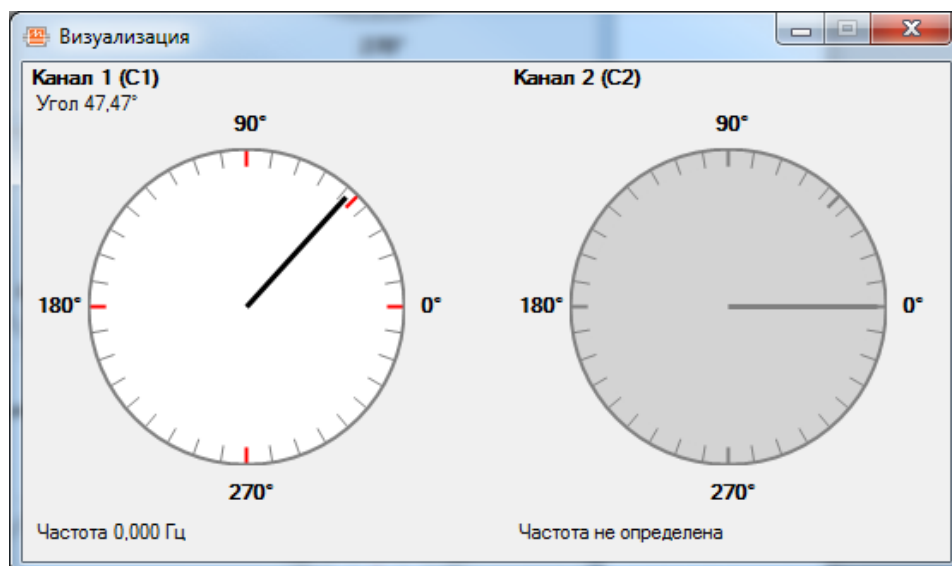 Визуализация
Канал 1 (C1)
Угол 47,47°
90°
180°
0°
270°
Частота 0,000 Гц
Канал 2 (C2)
90°
180°
0°
270°
Частота не определена